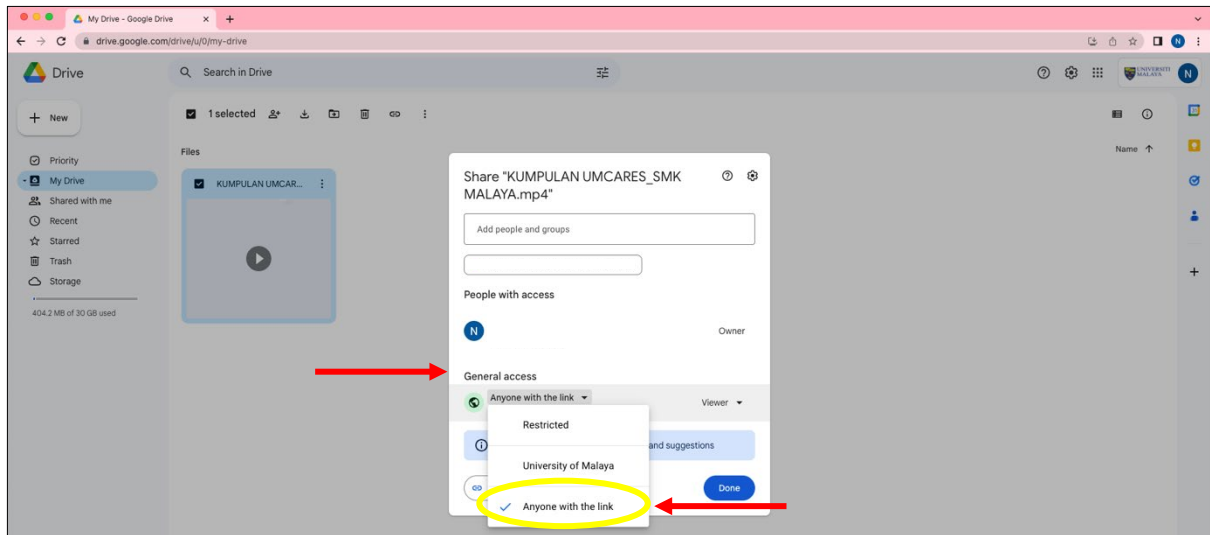 My Drive - Google Drive
drive.google.com/drive/u/0/my-drive
Drive
Search in Drive
UNIVERSITI
MALAYA
N
New
1 selected
Priority
My Drive
Shared with me
Recent
Starred
Trash
Storage
404.2 MB of 30 GB used
Files
Name
KUMPULAN UMCAR...
Share "KUMPULAN UMCARES_SMK
MALAYA.mp4"
Add people and groups
People with access
N
Owner
General access
Anyone with the link
Viewer
Restricted
and suggestions
University of Malaya
Anyone with the link
Done